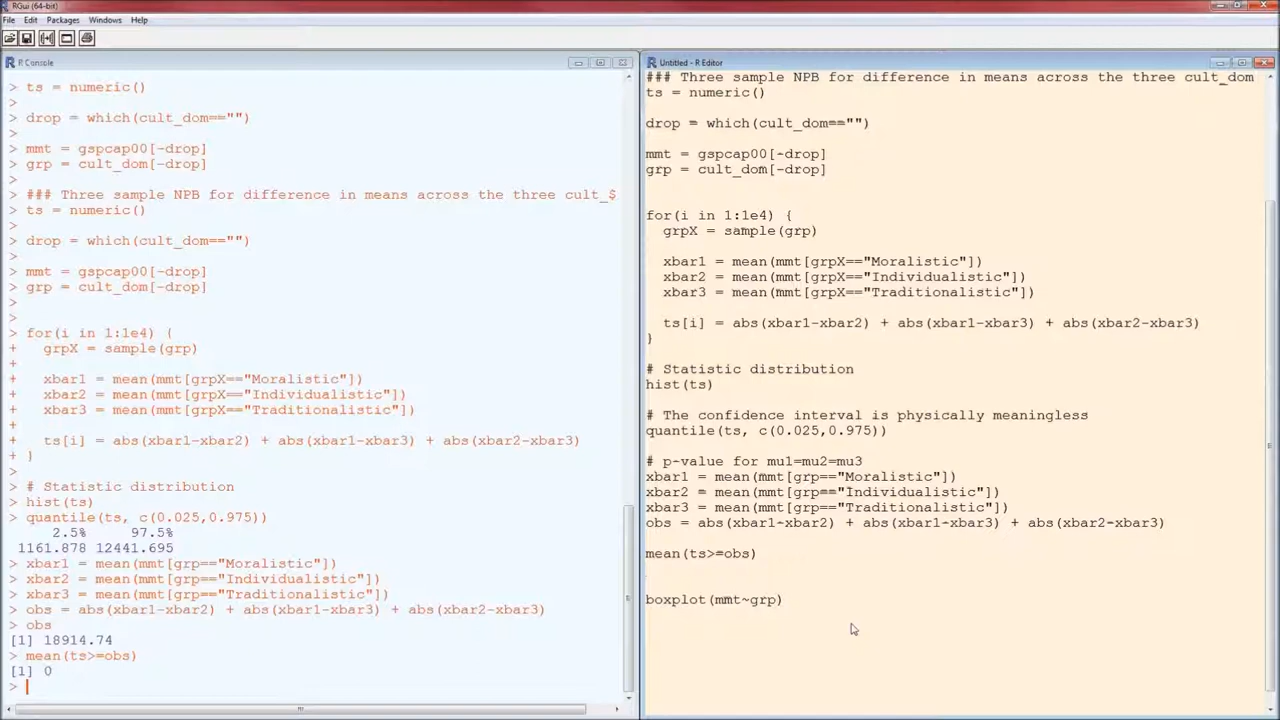 RGui (64-bit)
File Edit Packages Windows Help
R Console
> ts = numeric()
>
> drop = which(cult_dom=="")
>
> mmt = gspcap00[-drop]
> grp = cult_dom[-drop]
>
> ### Three sample NPB for difference in means across the three cult_$
> ts = numeric()
>
> drop = which(cult_dom=="")
>
> mmt = gspcap00[-drop]
> grp = cult_dom[-drop]
>
>
> for(i in 1:1e4) {
+ grpX = sample(grp)
+
+ xbar1 = mean(mmt[grpX=="Moralistic"])
+ xbar2 = mean(mmt[grpX=="Individualistic"])
+ xbar3 = mean(mmt[grpX=="Traditionalistic"])
+
+ ts[i] = abs(xbar1-xbar2) + abs(xbar1-xbar3) + abs(xbar2-xbar3)
+ }
>
> # Statistic distribution
> hist(ts)
> quantile(ts, c(0.025,0.975))
2.5% 97.5%
1161.878 12441.695
> xbar1 = mean(mmt[grp=="Moralistic"])
> xbar2 = mean(mmt[grp=="Individualistic"])
> xbar3 = mean(mmt[grp=="Traditionalistic"])
> obs = abs(xbar1-xbar2) + abs(xbar1-xbar3) + abs(xbar2-xbar3)
> obs
[1] 18914.74
> mean(ts>=obs)
[1] 0
>
Untitled - R Editor
### Three sample NPB for difference in means across the three cult_dom
ts = numeric()
drop = which(cult_dom=="")
mmt = gspcap00[-drop]
grp = cult_dom[-drop]
for(i in 1:1e4) {
grpX = sample(grp)
xbar1 = mean(mmt[grpX=="Moralistic"])
xbar2 = mean(mmt[grpX=="Individualistic"])
xbar3 = mean(mmt[grpX=="Traditionalistic"])
ts[i] = abs(xbar1-xbar2) + abs(xbar1-xbar3) + abs(xbar2-xbar3)
}
# Statistic distribution
hist(ts)
# The confidence interval is physically meaningless
quantile(ts, c(0.025,0.975))
# p-value for mu1=mu2=mu3
xbar1 = mean(mmt[grp=="Moralistic"])
xbar2 = mean(mmt[grp=="Individualistic"])
xbar3 = mean(mmt[grp=="Traditionalistic"])
obs = abs(xbar1-xbar2) + abs(xbar1-xbar3) + abs(xbar2-xbar3)
mean(ts>=obs)
boxplot(mmt~grp)